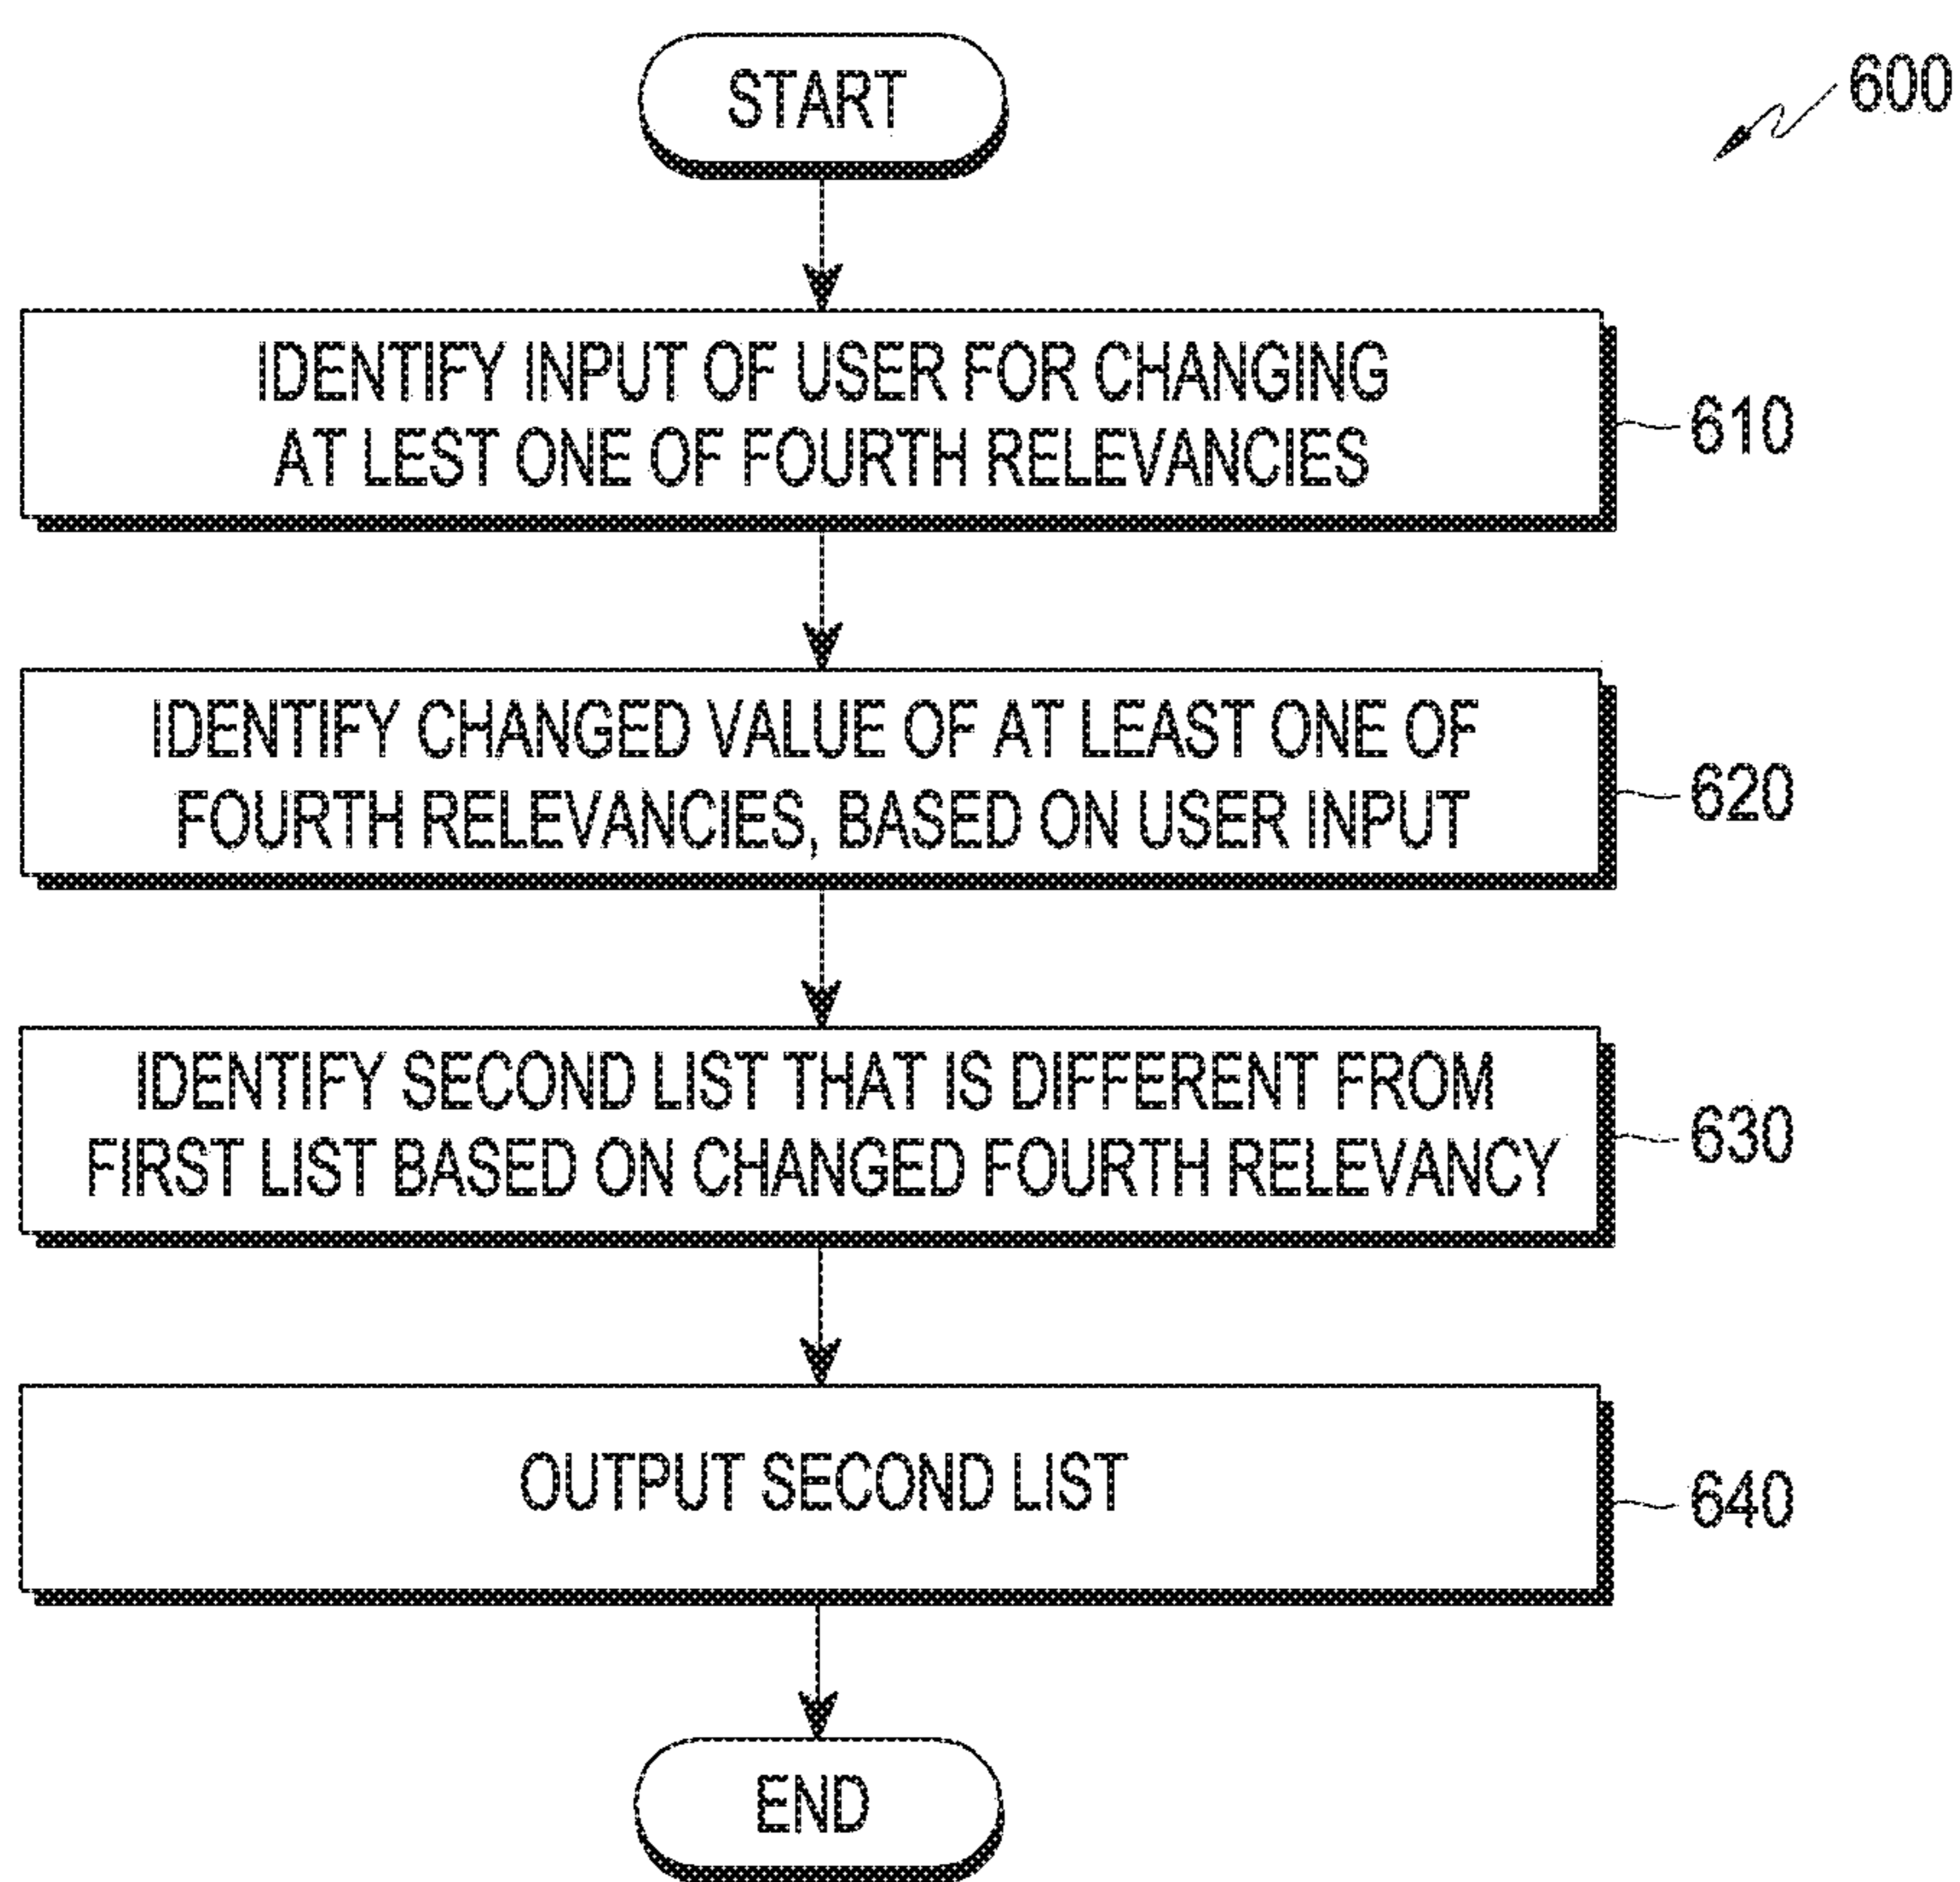 START
600
IDENTIFY INPUT OF USER FOR CHANGING
AT LEST ONE OF FOURTH RELEVANCIES
610
IDENTIFY CHANGED VALUE OF AT LEAST ONE OF
FOURTH RELEVANCIES, BASED ON USER INPUT
620
IDENTIFY SECOND LIST THAT IS DIFFERENT FROM
FIRST LIST BASED ON CHANGED FOURTH RELEVANCY
630
OUTPUT SECOND LIST
640
END